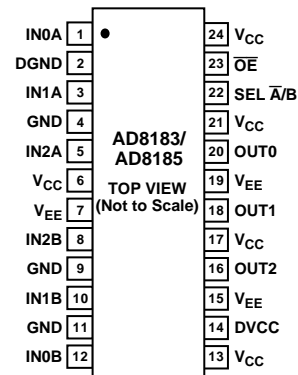 IN0A 1 24 VCC
DGND 2 23 O̅E̅
IN1A 3 22 SEL A̅/B
GND 4 21 VCC
IN2A 5 20 OUT0
VCC 6 19 VEE
VEE 7 18 OUT1
IN2B 8 17 VCC
GND 9 16 OUT2
IN1B 10 15 VEE
GND 11 14 DVCC
IN0B 12 13 VCC
AD8183/
AD8185
TOP VIEW
(Not to Scale)